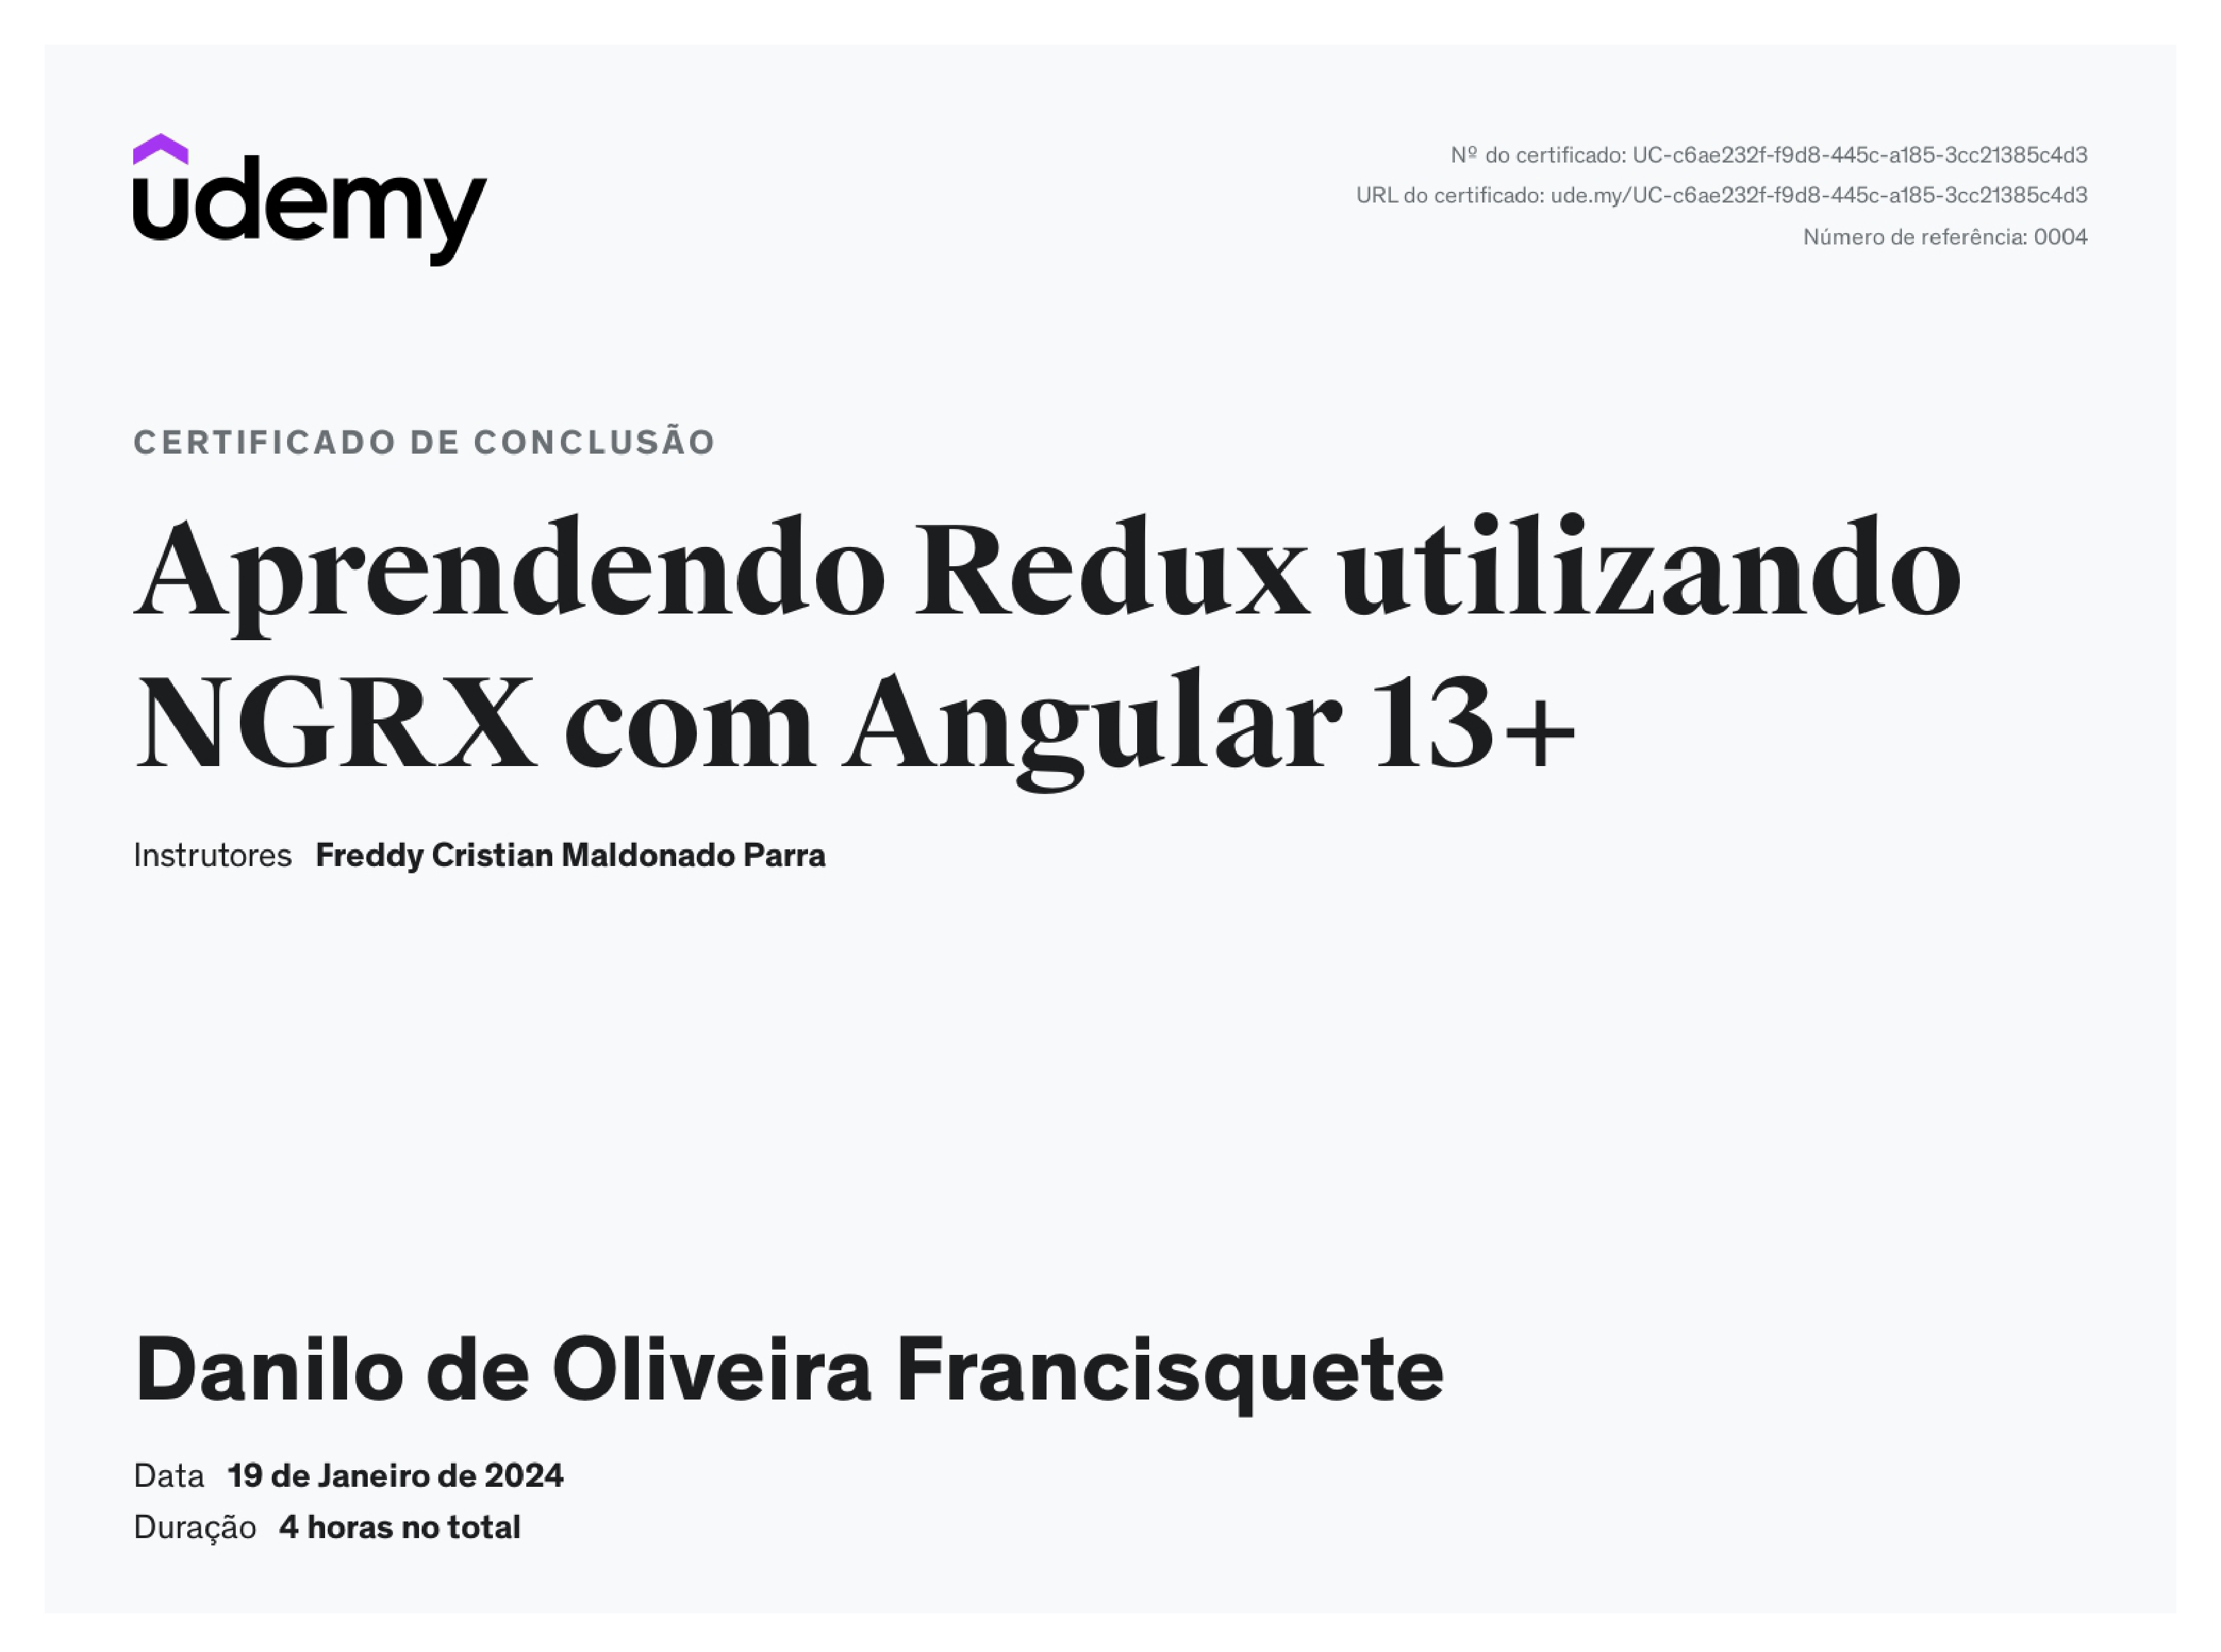 udemy
Nº do certificado: UC-c6ae232f-f9d8-445c-a185-3cc21385c4d3
URL do certificado: ude.my/UC-c6ae232f-f9d8-445c-a185-3cc21385c4d3
Número de referência: 0004
CERTIFICADO DE CONCLUSÃO
Aprendendo Redux utilizando
NGRX com Angular 13+
Instrutores Freddy Cristian Maldonado Parra
Danilo de Oliveira Francisquete
Data 19 de Janeiro de 2024
Duração 4 horas no total